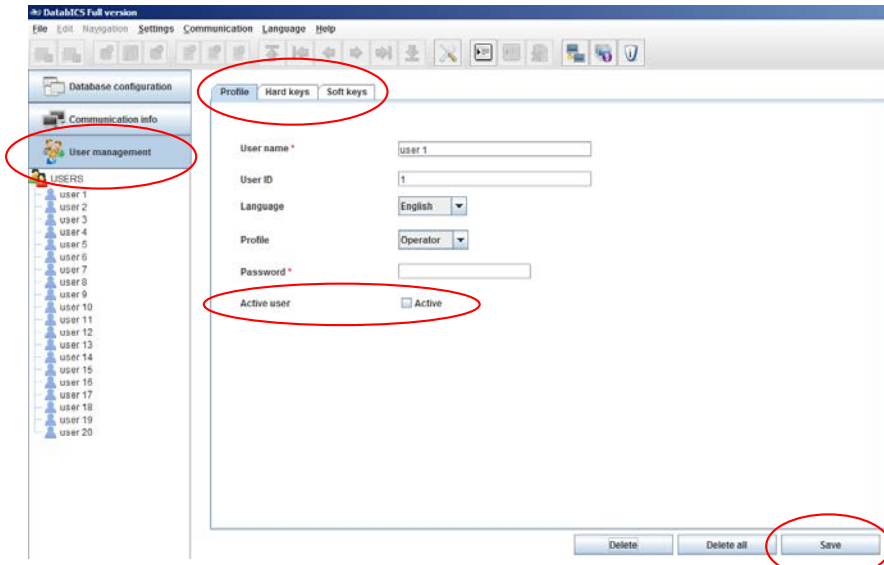 DatabICS Full version
File Edit Navigation Settings Communication Language Help
Database configuration
Communication info
User management
USERS
user 1
user 2
user 3
user 4
user 5
user 6
user 7
user 8
user 9
user 10
user 11
user 12
user 13
user 14
user 15
user 16
user 17
user 18
user 19
user 20
Profile Hard keys Soft keys
User name * user 1
User ID 1
Language English
Profile Operator
Password *
Active user Active
Delete Delete all Save